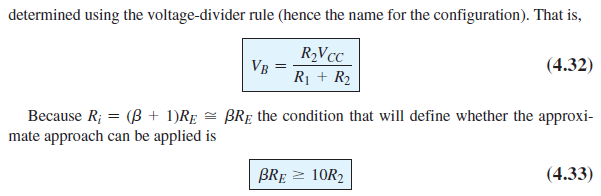 determined using the voltage-divider rule (hence the name for the configuration). That is,
V_B = R_2V_CC / (R_1 + R_2) (4.32)
Because R_i = (β + 1)R_E ≅ βR_E the condition that will define whether the approxi-
mate approach can be applied is
βR_E ≥ 10R_2 (4.33)